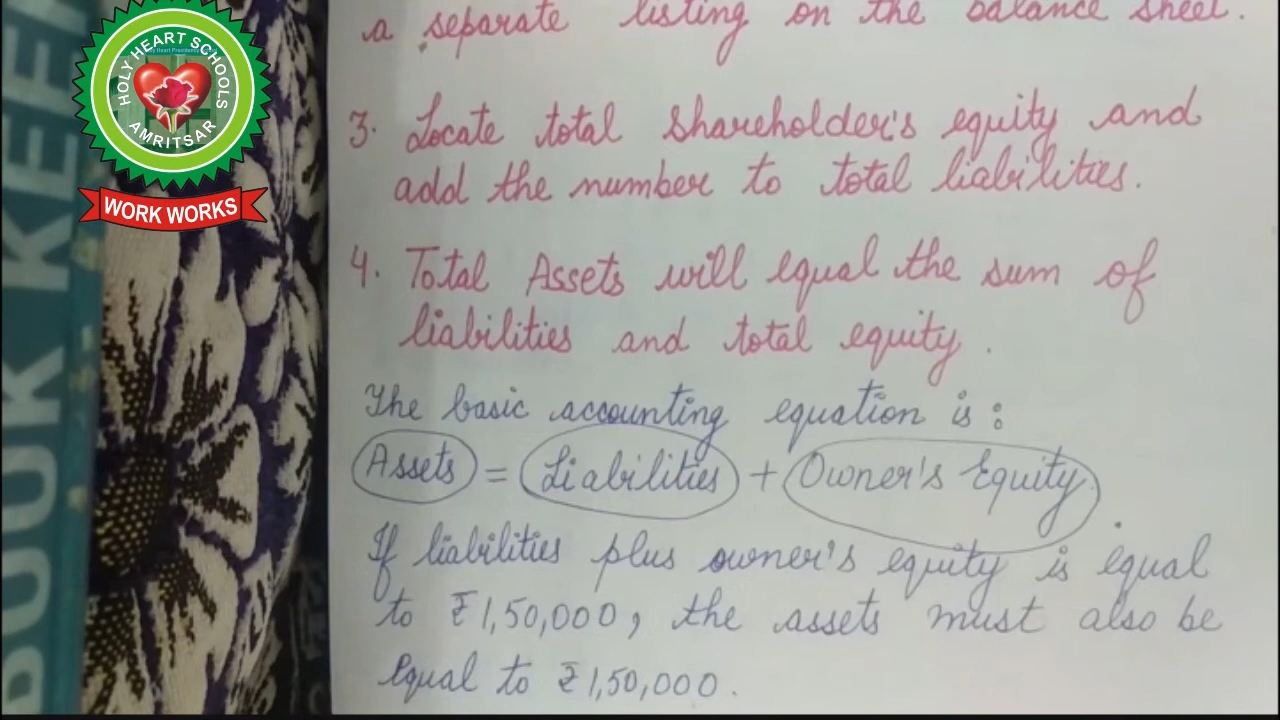 a separate listing on the balance sheet.
3. Locate total shareholder's equity and
add the number to total liabilities.
4. Total Assets will equal the sum of
liabilities and total equity.
The basic accounting equation is:
Assets = Liabilities + Owner's Equity.
If liabilities plus owner's equity is equal
to ₹1,50,000, the assets must also be
equal to ₹1,50,000.
HOLY HEART SCHOOLS
AMRITSAR
WORK WORKS
BOOK KEE